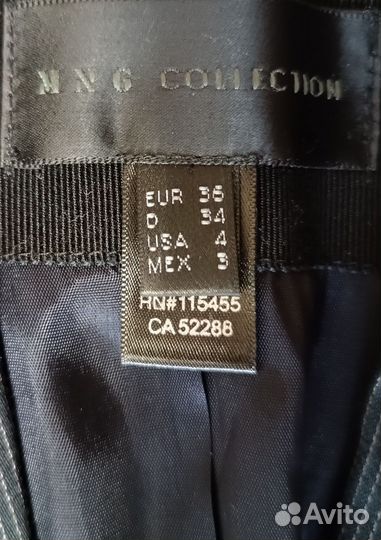 MNG COLLECTION
EUR 36
D 34
USA 4
MEX 3
RN#115455
CA 52288
Avito